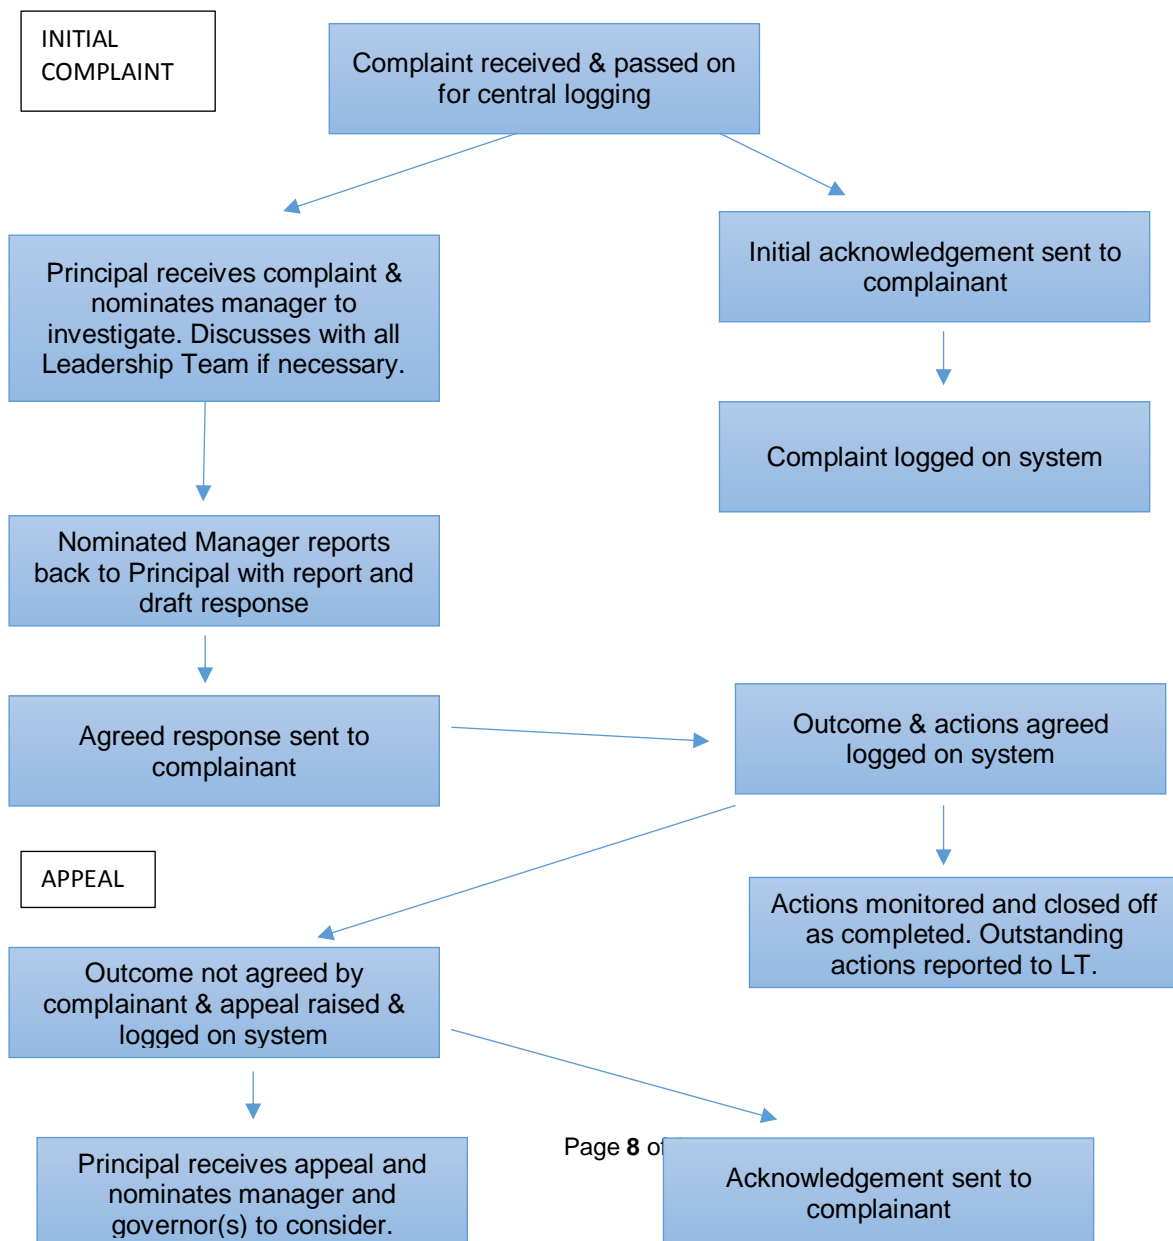 INITIAL
COMPLAINT
Complaint received & passed on
for central logging
Principal receives complaint &
nominates manager to
investigate. Discusses with all
Leadership Team if necessary.
Initial acknowledgement sent to
complainant
Complaint logged on system
Nominated Manager reports
back to Principal with report and
draft response
Agreed response sent to
complainant
Outcome & actions agreed
logged on system
APPEAL
Actions monitored and closed off
as completed. Outstanding
actions reported to LT.
Outcome not agreed by
complainant & appeal raised &
logged on system
Page 8 of
Principal receives appeal and
nominates manager and
governor(s) to consider.
Acknowledgement sent to
complainant